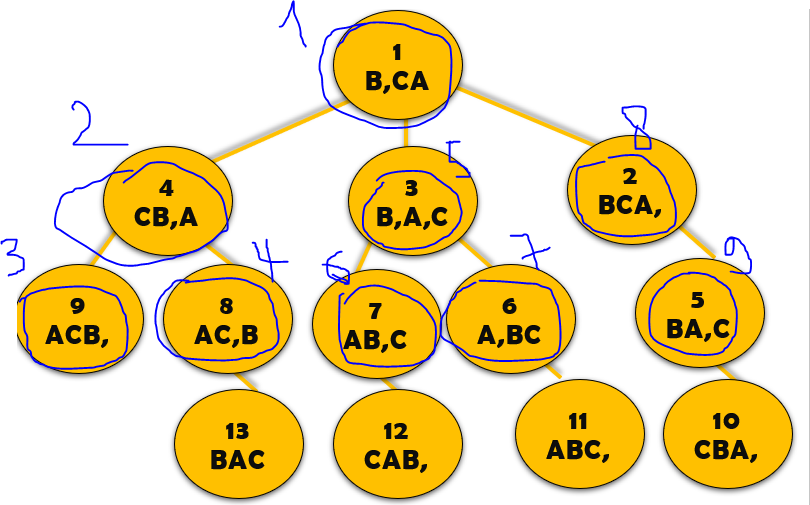 1
1
B,CA
2
4
CB,A
5
3
B,A,C
8
2
BCA,
3
9
ACB,
4
8
AC,B
6
7
AB,C
7
6
A,BC
9
5
BA,C
13
BAC
12
CAB,
11
ABC,
10
CBA,